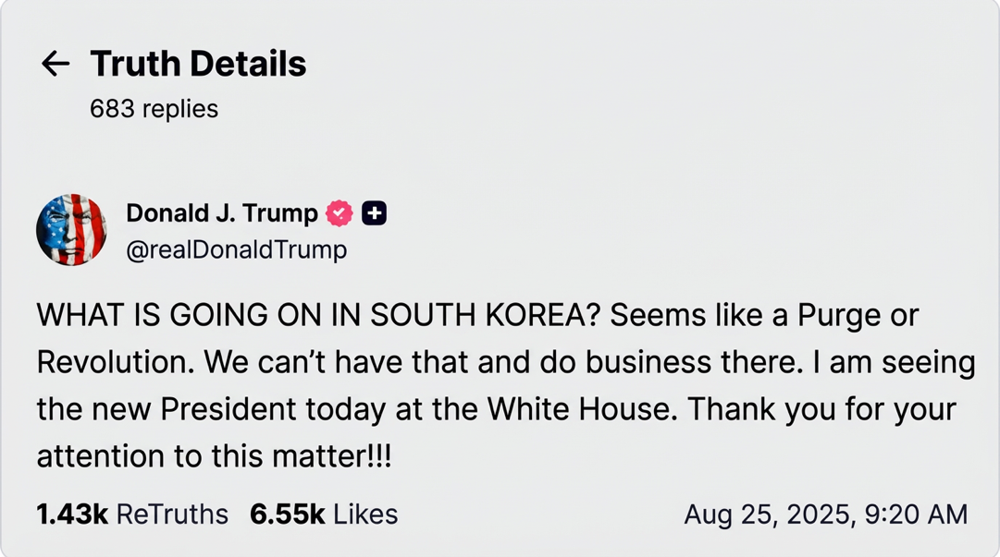 Truth Details
683 replies
Donald J. Trump
@realDonaldTrump
WHAT IS GOING ON IN SOUTH KOREA? Seems like a Purge or
Revolution. We can’t have that and do business there. I am seeing
the new President today at the White House. Thank you for your
attention to this matter!!!
1.43k ReTruths 6.55k Likes Aug 25, 2025, 9:20 AM